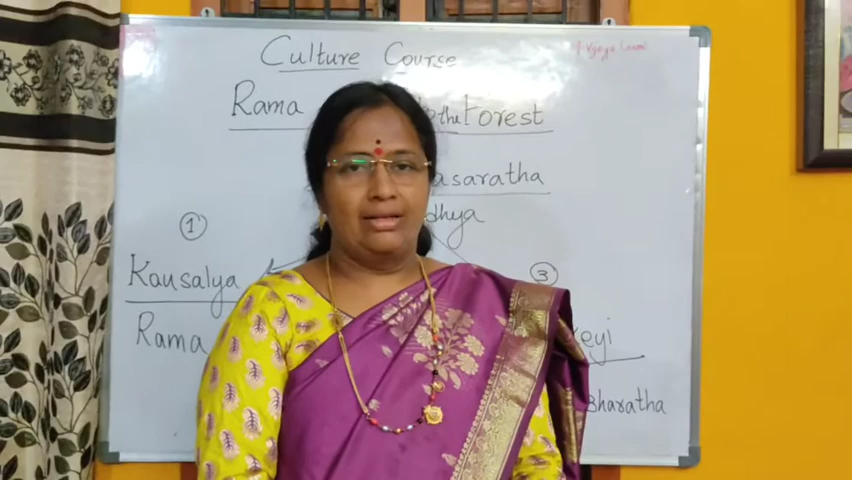 Culture Course
Rama the Forest
asaratha
dhya
1
3
Kausalya
eyi
Rama
Bharatha